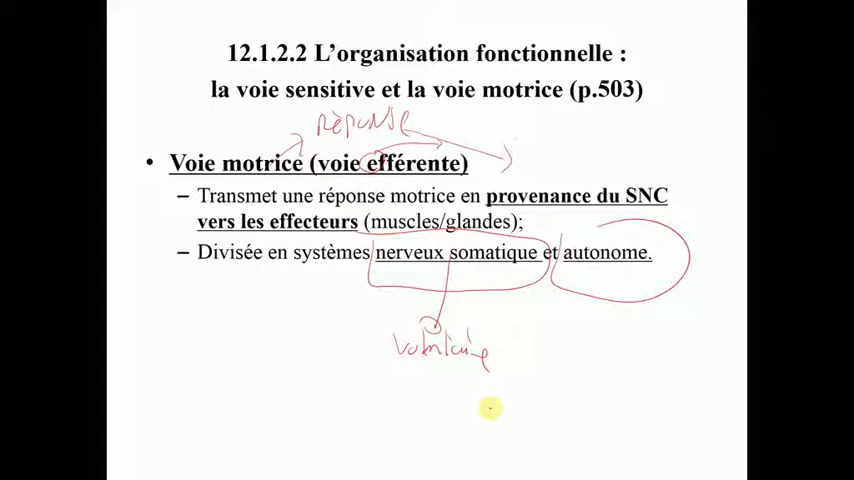 12.1.2.2 L’organisation fonctionnelle :
la voie sensitive et la voie motrice (p.503)
RÉPONSE
• Voie motrice (voie efférente)
– Transmet une réponse motrice en provenance du SNC
vers les effecteurs (muscles/glandes);
– Divisée en systèmes nerveux somatique et autonome.
Volontaire